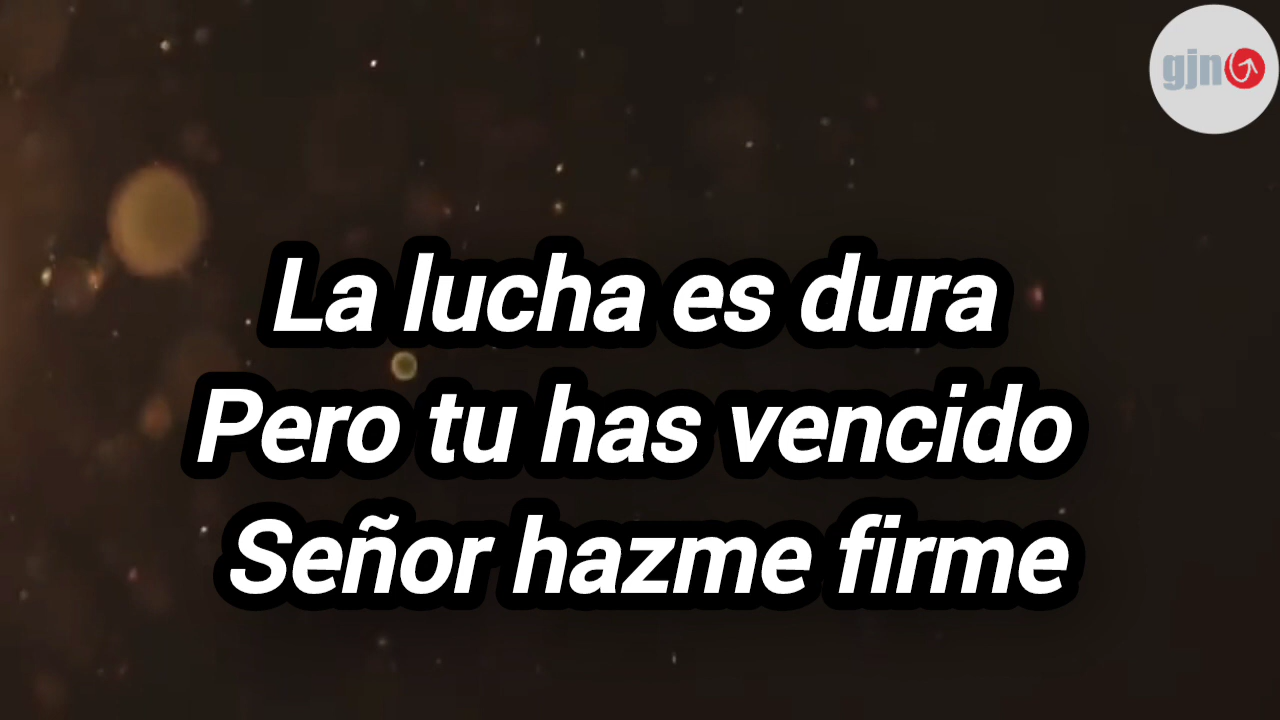 gjn
La lucha es dura
Pero tu has vencido
Señor hazme firme